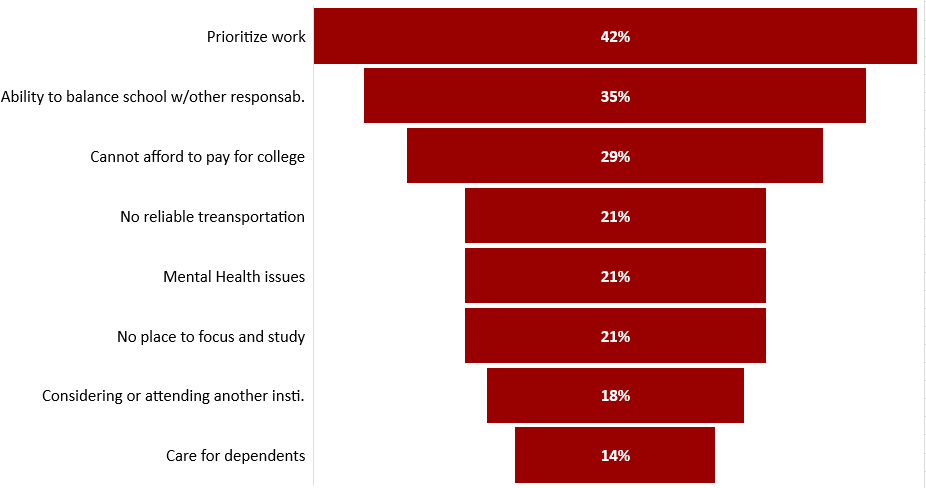 Prioritize work 42%
Ability to balance school w/other responsab. 35%
Cannot afford to pay for college 29%
No reliable treansportation 21%
Mental Health issues 21%
No place to focus and study 21%
Considering or attending another insti. 18%
Care for dependents 14%